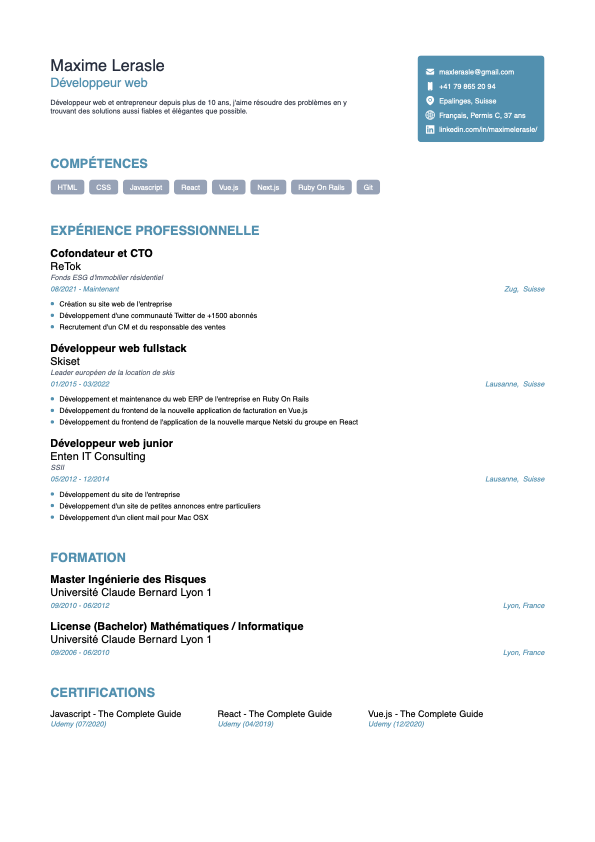 Maxime Lerasle
Développeur web
Développeur web et entrepreneur depuis plus de 10 ans, j'aime résoudre des problèmes en y
trouvant des solutions aussi fiables et élégantes que possible.
maxlerasle@gmail.com
+41 79 865 20 94
Epalinges, Suisse
Français, Permis C, 37 ans
linkedin.com/in/maximelerasle/
COMPÉTENCES
HTML CSS Javascript React Vue.js Next.js Ruby On Rails Git
EXPÉRIENCE PROFESSIONNELLE
Cofondateur et CTO
ReTok
Fonds ESG d'immobilier résidentiel
08/2021 - Maintenant Zug, Suisse
Création su site web de l'entreprise
Développement d'une communauté Twitter de +1500 abonnés
Recrutement d'un CM et du responsable des ventes
Développeur web fullstack
Skiset
Leader européen de la location de skis
01/2015 - 03/2022 Lausanne, Suisse
Développement et maintenance du web ERP de l'entreprise en Ruby On Rails
Développement du frontend de la nouvelle application de facturation en Vue.js
Développement du frontend de l'application de la nouvelle marque Netski du groupe en React
Développeur web junior
Enten IT Consulting
SSII
05/2012 - 12/2014 Lausanne, Suisse
Développement du site de l'entreprise
Développement d'un site de petites annonces entre particuliers
Développement d'un client mail pour Mac OSX
FORMATION
Master Ingénierie des Risques
Université Claude Bernard Lyon 1
09/2010 - 06/2012 Lyon, France
License (Bachelor) Mathématiques / Informatique
Université Claude Bernard Lyon 1
09/2006 - 06/2010 Lyon, France
CERTIFICATIONS
Javascript - The Complete Guide React - The Complete Guide Vue.js - The Complete Guide
Udemy (07/2020) Udemy (04/2019) Udemy (12/2020)